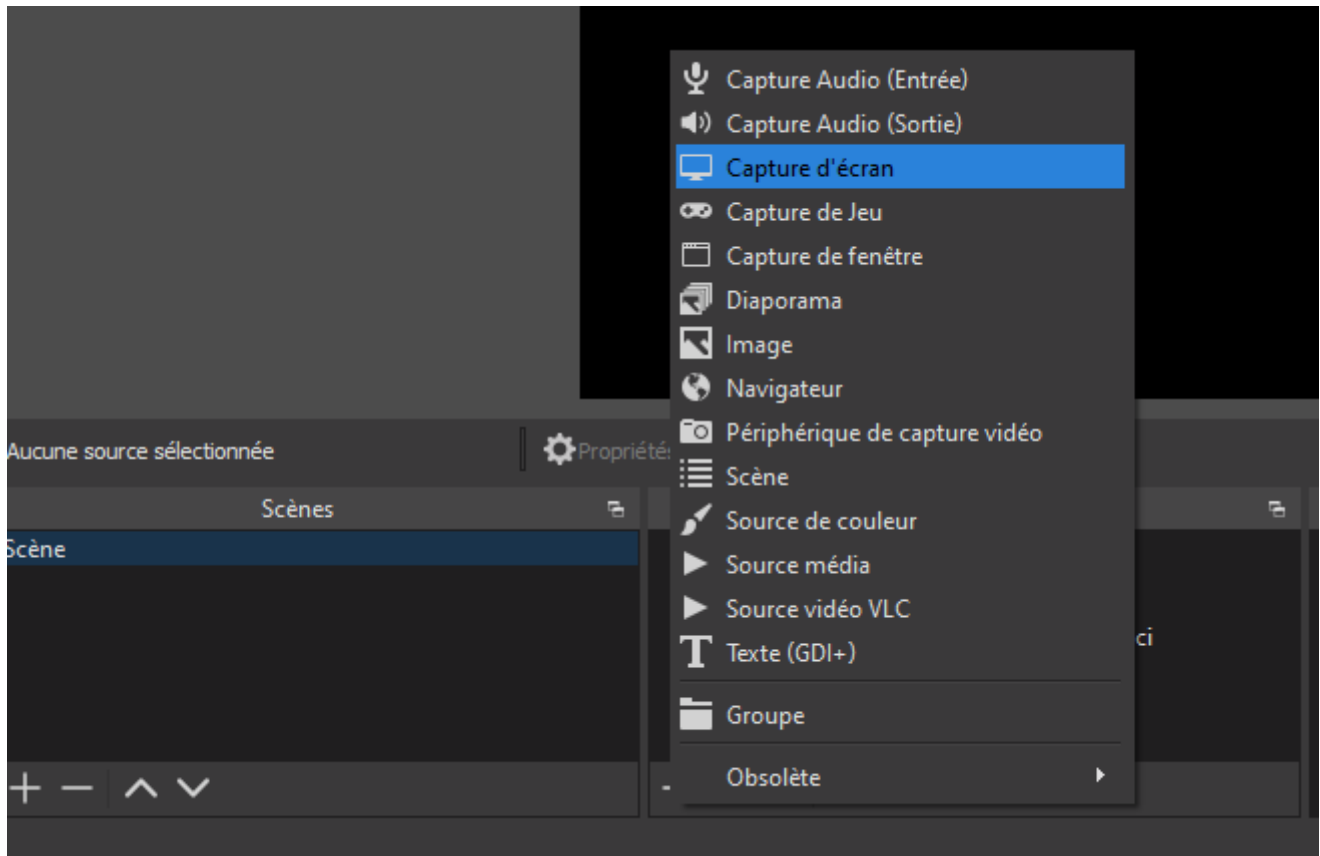 Capture Audio (Entrée)
Capture Audio (Sortie)
Capture d'écran
Capture de Jeu
Capture de fenêtre
Diaporama
Image
Navigateur
Périphérique de capture vidéo
Scène
Source de couleur
Source média
Source vidéo VLC
Texte (GDI+)
Groupe
Obsolète
Aucune source sélectionnée
Propriétés
Scènes
Scène
ci